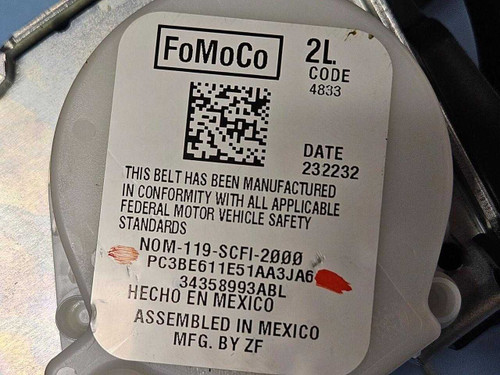 FoMoCo
2L.
CODE
4833
DATE
232232
THIS BELT HAS BEEN MANUFACTURED
IN CONFORMITY WITH ALL APPLICABLE
FEDERAL MOTOR VEHICLE SAFETY
STANDARDS
NOM-119-SCFI-2000
PC3BE611E51AA3JA6
34358993ABL
HECHO EN MEXICO
ASSEMBLED IN MEXICO
MFG. BY ZF